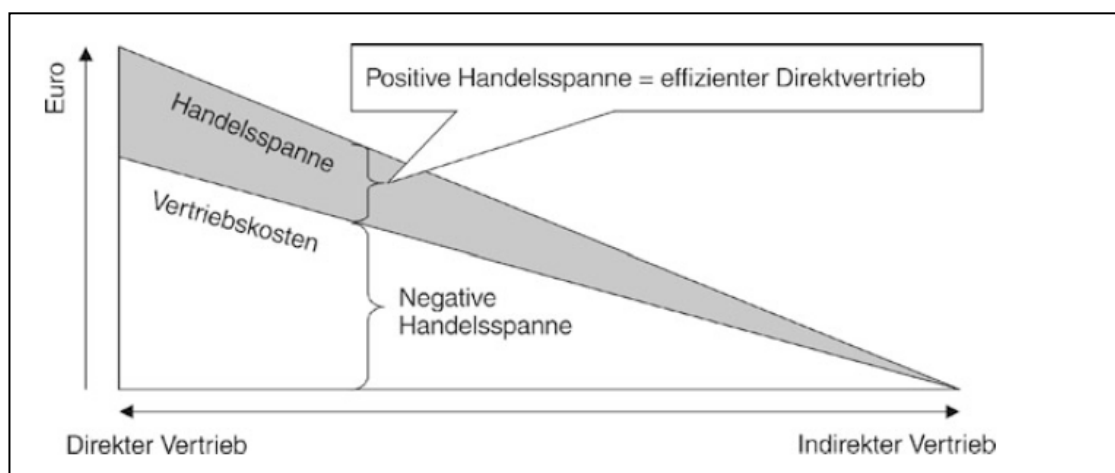 Euro
Positive Handelsspanne = effizienter Direktvertrieb
Handelsspanne
Vertriebskosten
Negative
Handelsspanne
Direkter Vertrieb
Indirekter Vertrieb